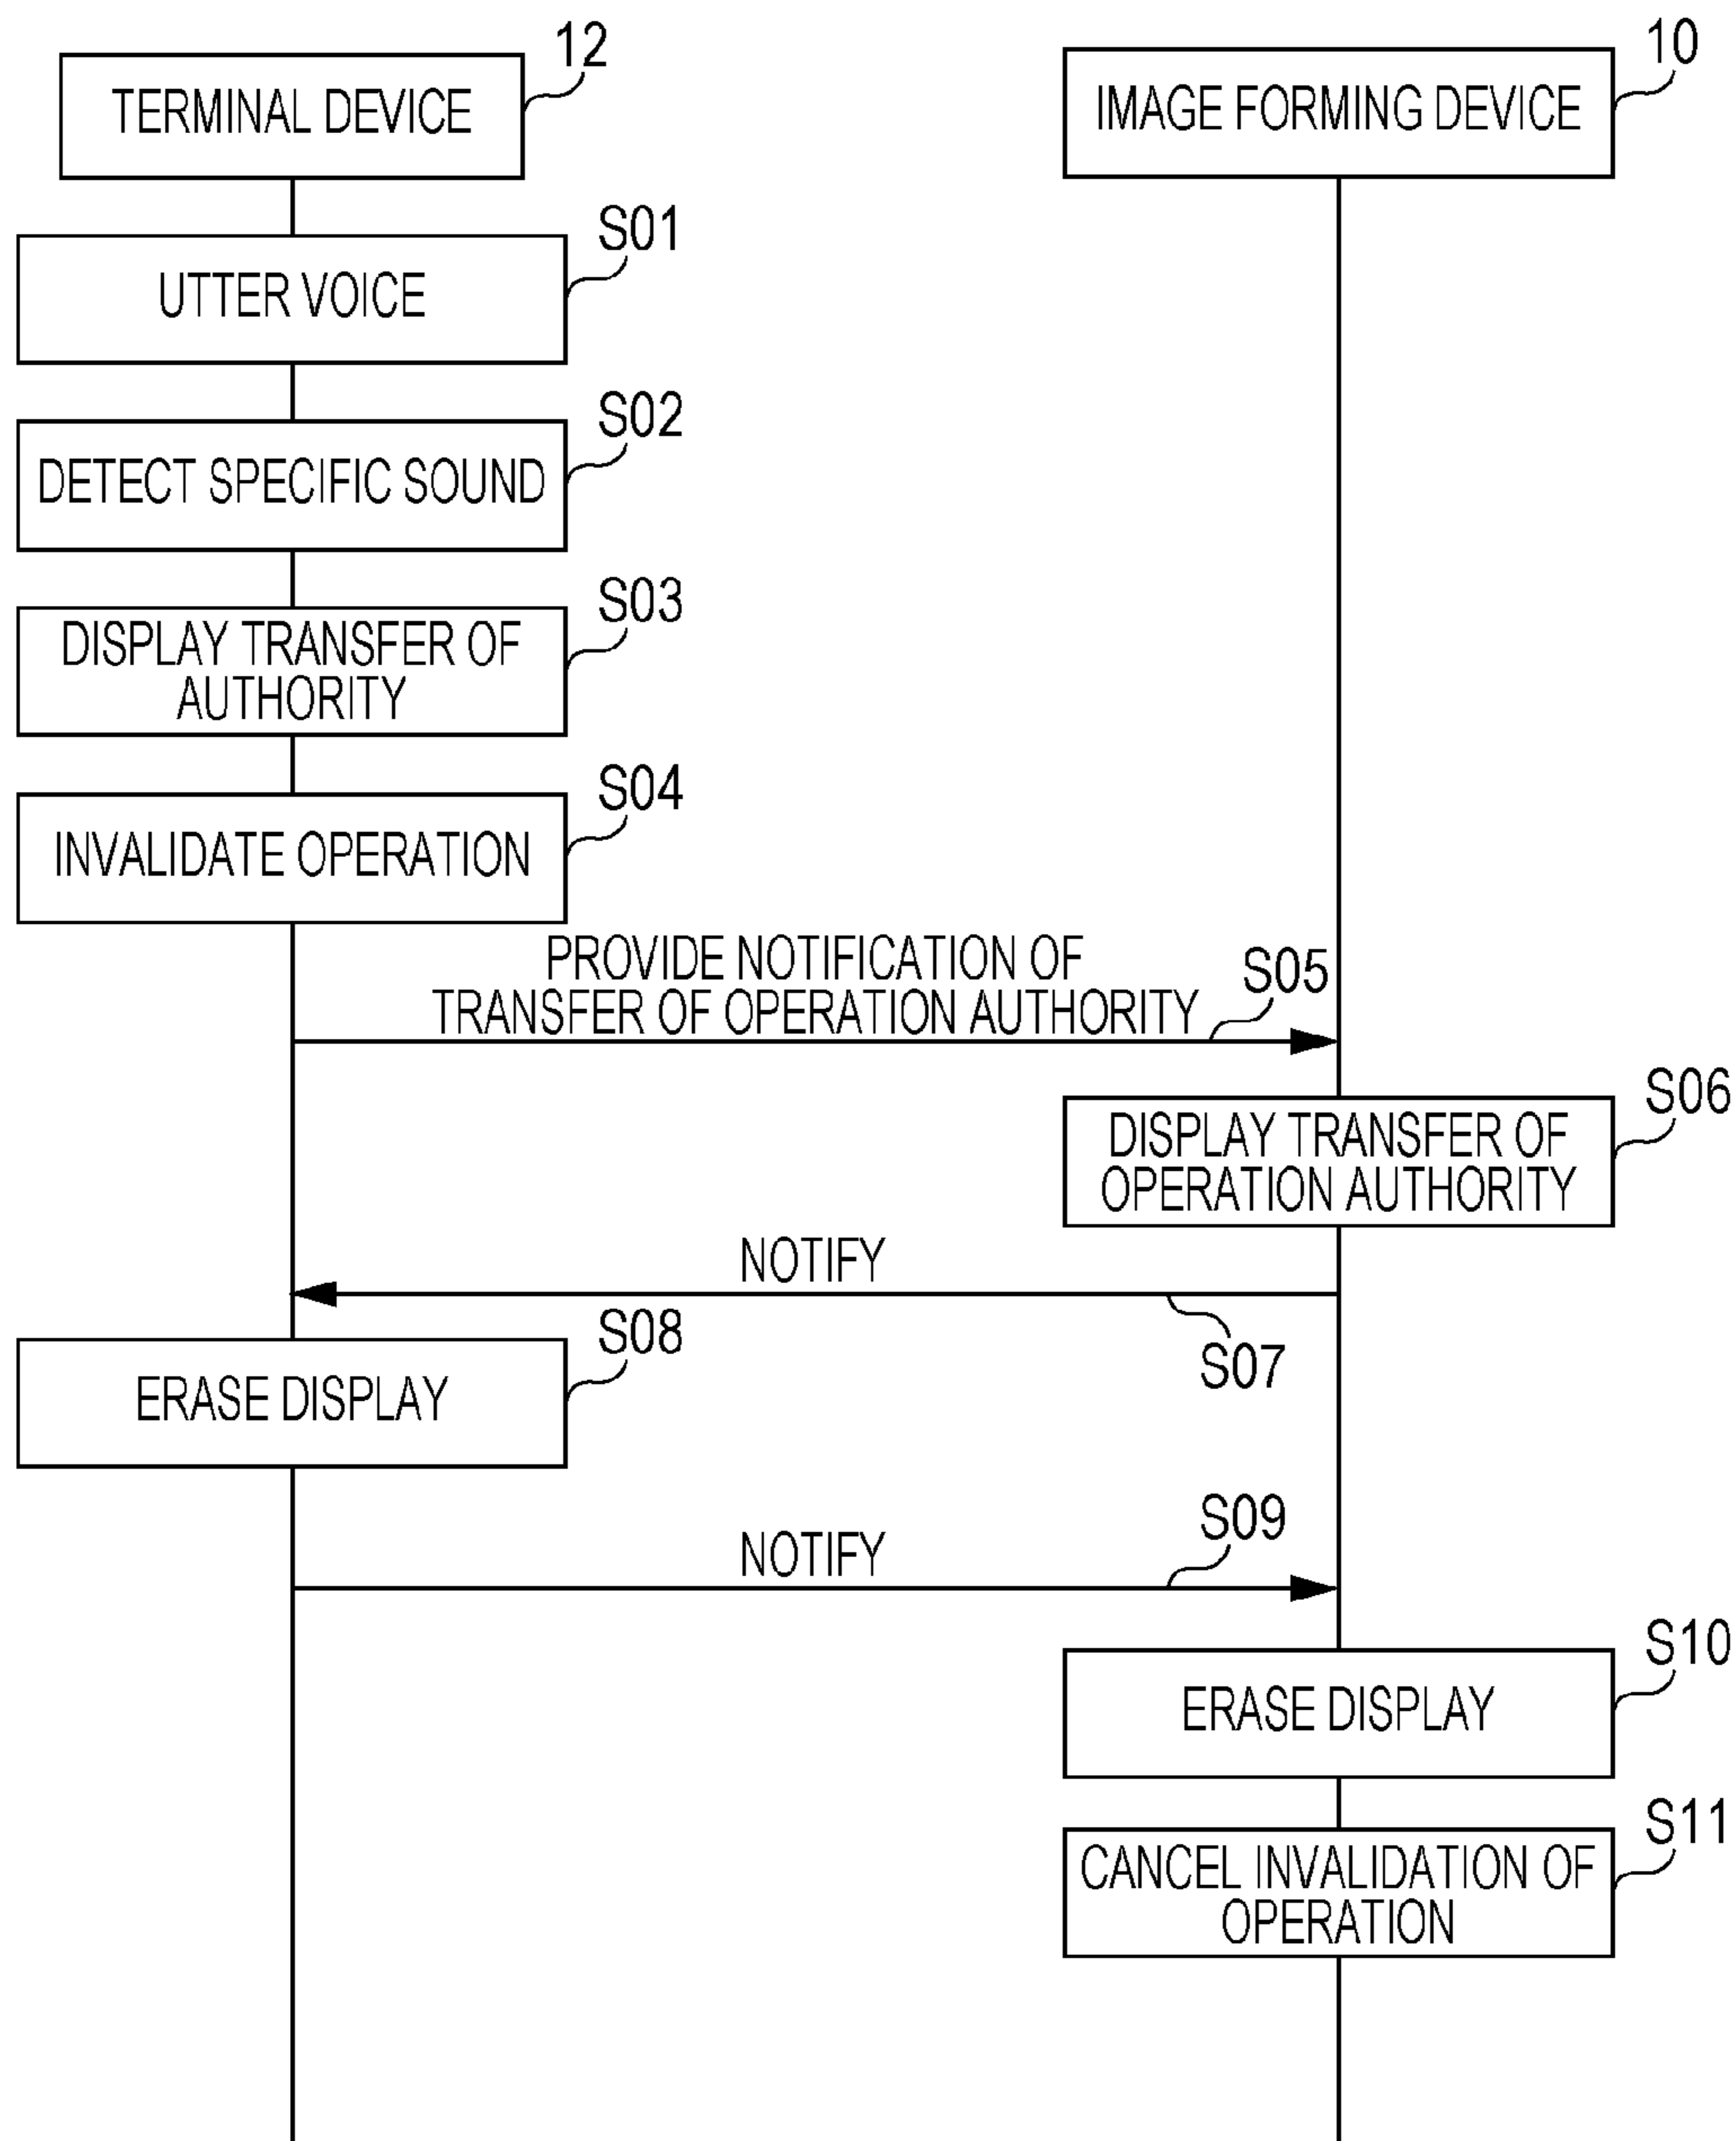 12
TERMINAL DEVICE
10
IMAGE FORMING DEVICE
S01
UTTER VOICE
S02
DETECT SPECIFIC SOUND
S03
DISPLAY TRANSFER OF
AUTHORITY
S04
INVALIDATE OPERATION
PROVIDE NOTIFICATION OF
TRANSFER OF OPERATION AUTHORITY
S05
S06
DISPLAY TRANSFER OF
OPERATION AUTHORITY
NOTIFY
S07
S08
ERASE DISPLAY
NOTIFY
S09
S10
ERASE DISPLAY
S11
CANCEL INVALIDATION OF
OPERATION